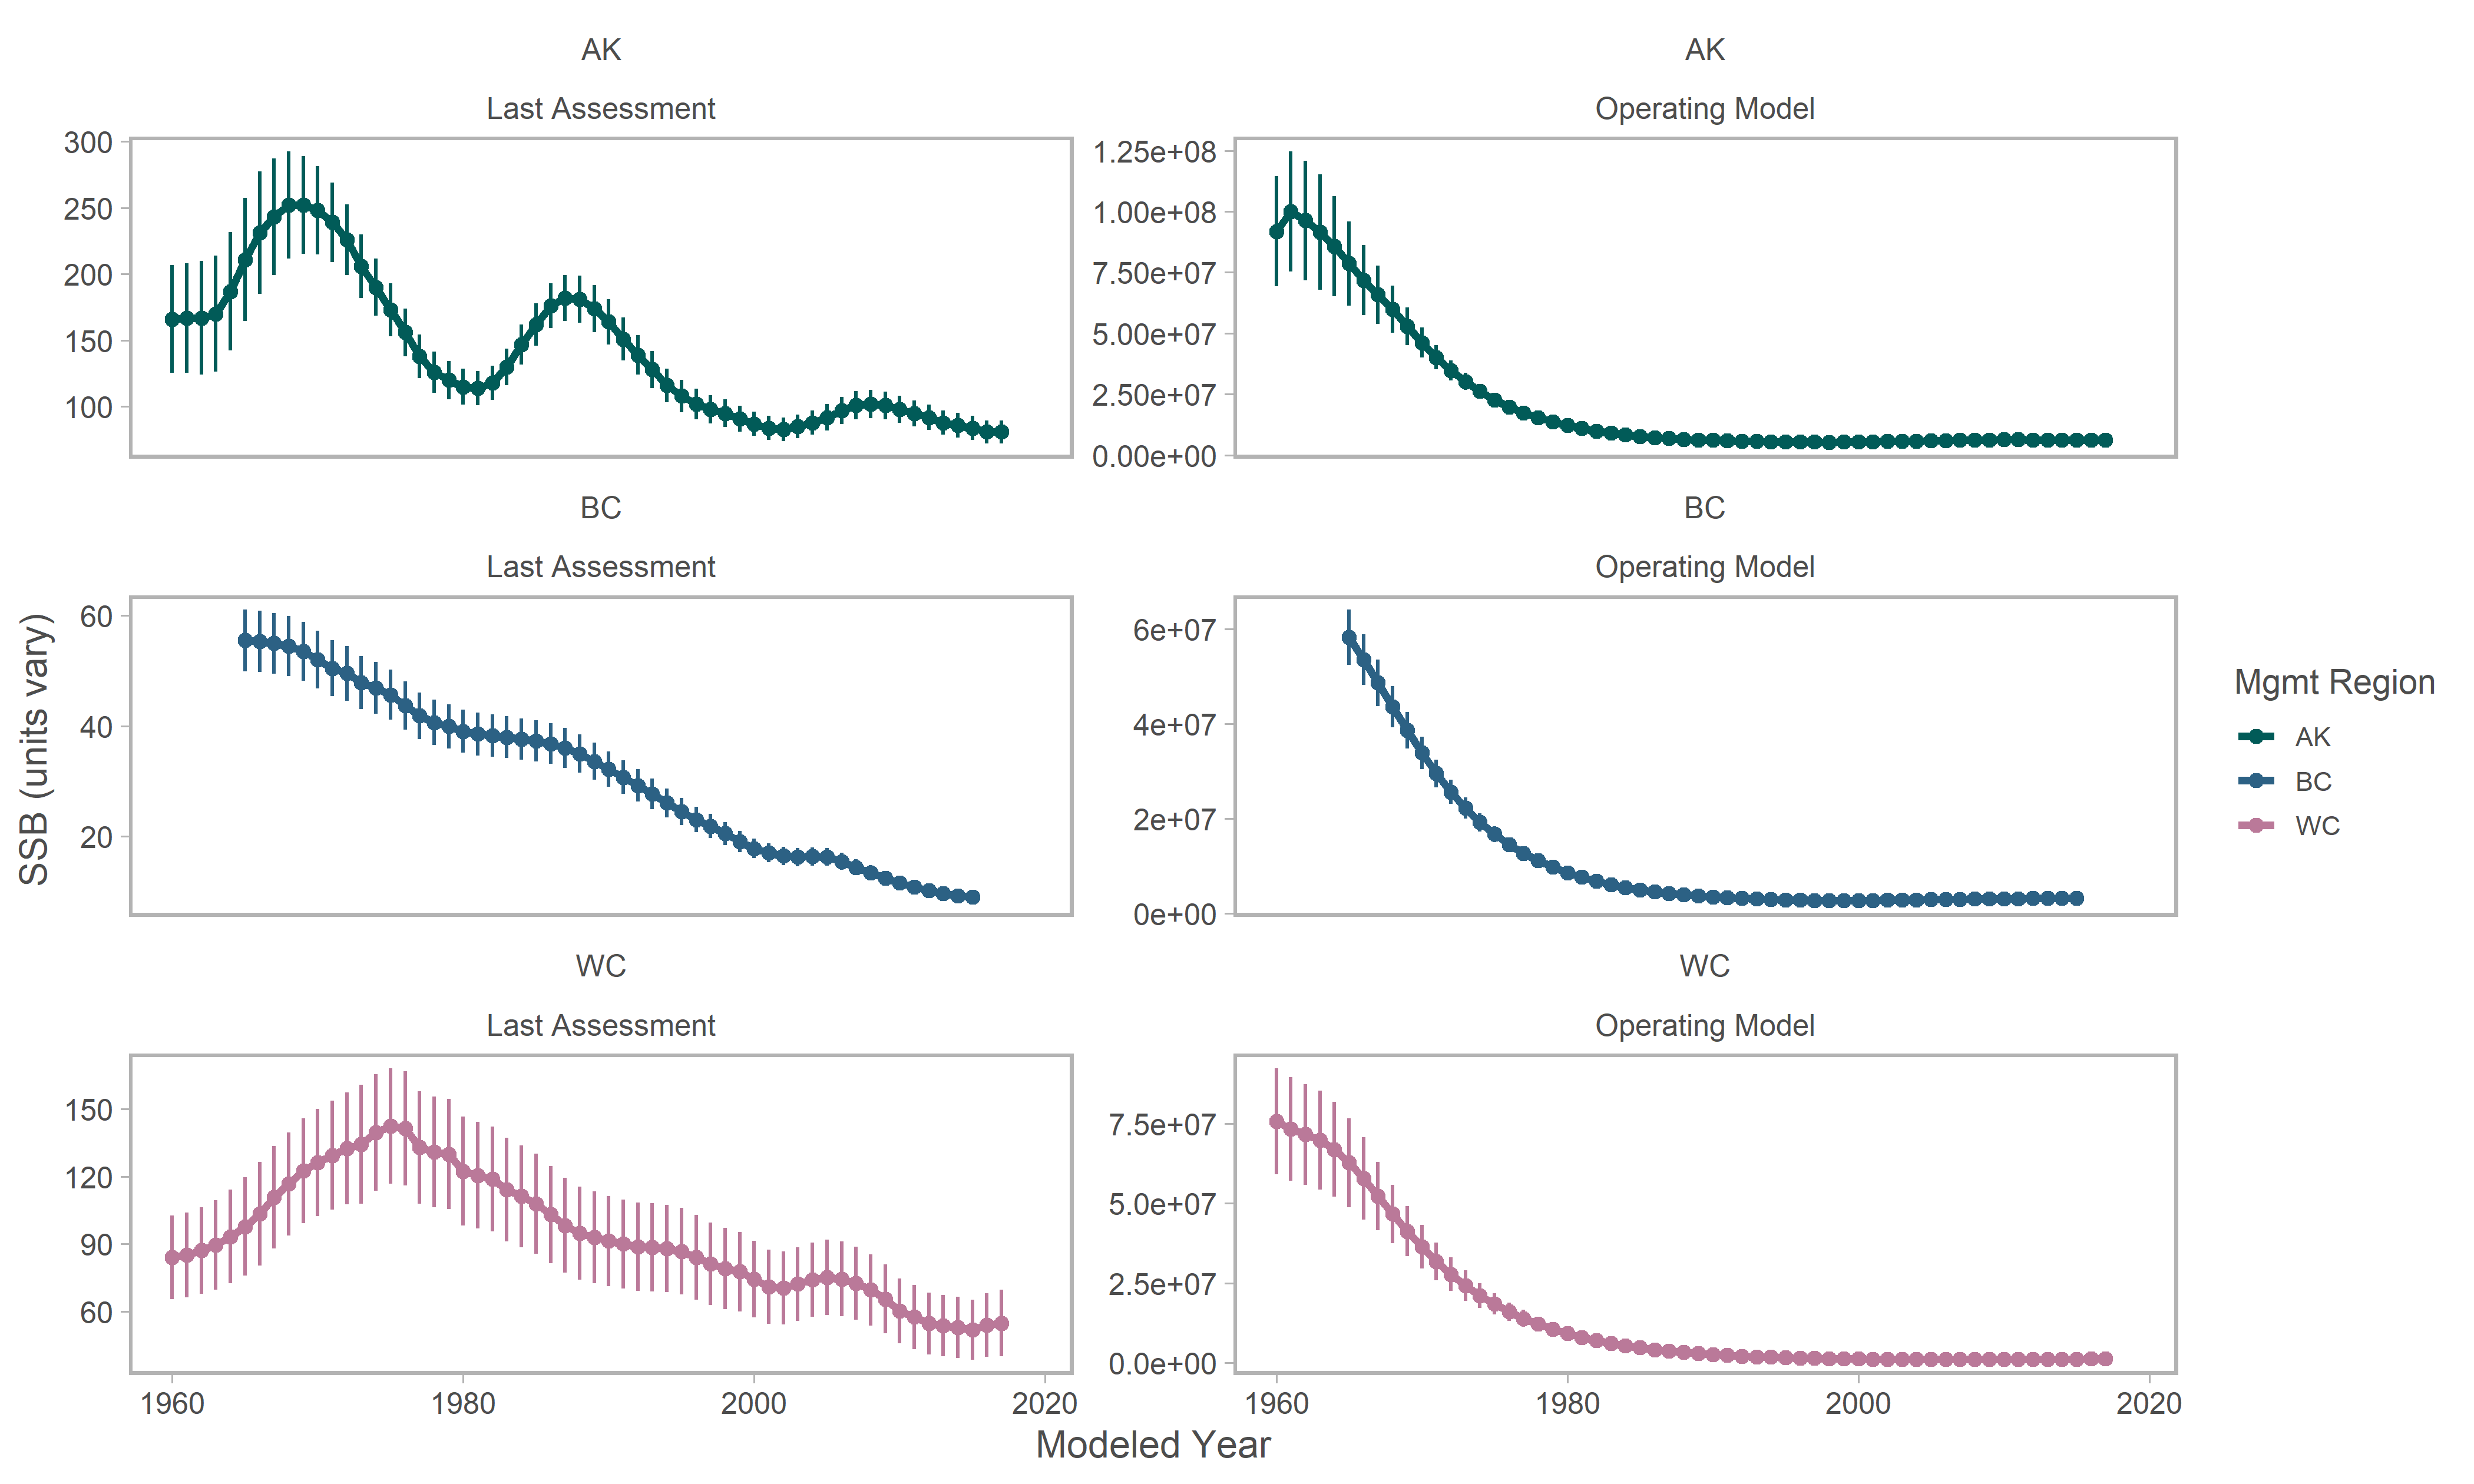 AK
Last Assessment
300
250
200
150
100
AK
Operating Model
1.25e+08
1.00e+08
7.50e+07
5.00e+07
2.50e+07
0.00e+00
BC
Last Assessment
60
40
20
BC
Operating Model
6e+07
4e+07
2e+07
0e+00
WC
Last Assessment
150
120
90
60
1960 1980 2000 2020
WC
Operating Model
7.5e+07
5.0e+07
2.5e+07
0.0e+00
1960 1980 2000 2020
SSB (units vary)
Modeled Year
Mgmt Region
AK
BC
WC